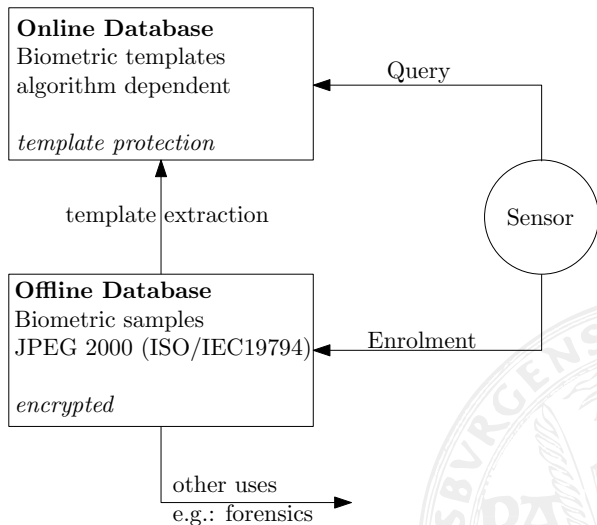 Online Database
Biometric templates
algorithm dependent
template protection
Query
template extraction
Sensor
Offline Database
Biometric samples
JPEG 2000 (ISO/IEC19794)
encrypted
Enrolment
other uses
e.g.: forensics